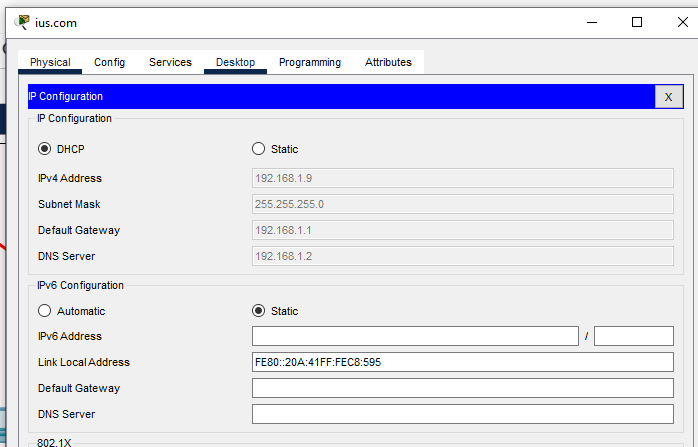 ius.com
Physical Config Services Desktop Programming Attributes
IP Configuration X
IP Configuration
DHCP Static
IPv4 Address 192.168.1.9
Subnet Mask 255.255.255.0
Default Gateway 192.168.1.1
DNS Server 192.168.1.2
IPv6 Configuration
Automatic Static
IPv6 Address /
Link Local Address FE80::20A:41FF:FEC8:595
Default Gateway
DNS Server
802.1X